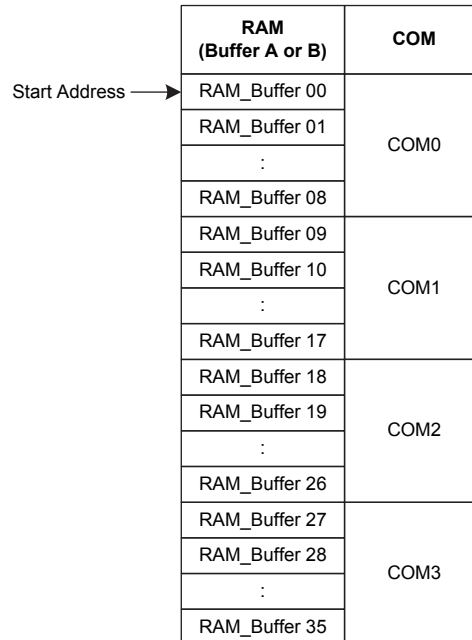 RAM
(Buffer A or B)
COM
Start Address
RAM_Buffer 00
RAM_Buffer 01
:
RAM_Buffer 08
COM0
RAM_Buffer 09
RAM_Buffer 10
:
RAM_Buffer 17
COM1
RAM_Buffer 18
RAM_Buffer 19
:
RAM_Buffer 26
COM2
RAM_Buffer 27
RAM_Buffer 28
:
RAM_Buffer 35
COM3